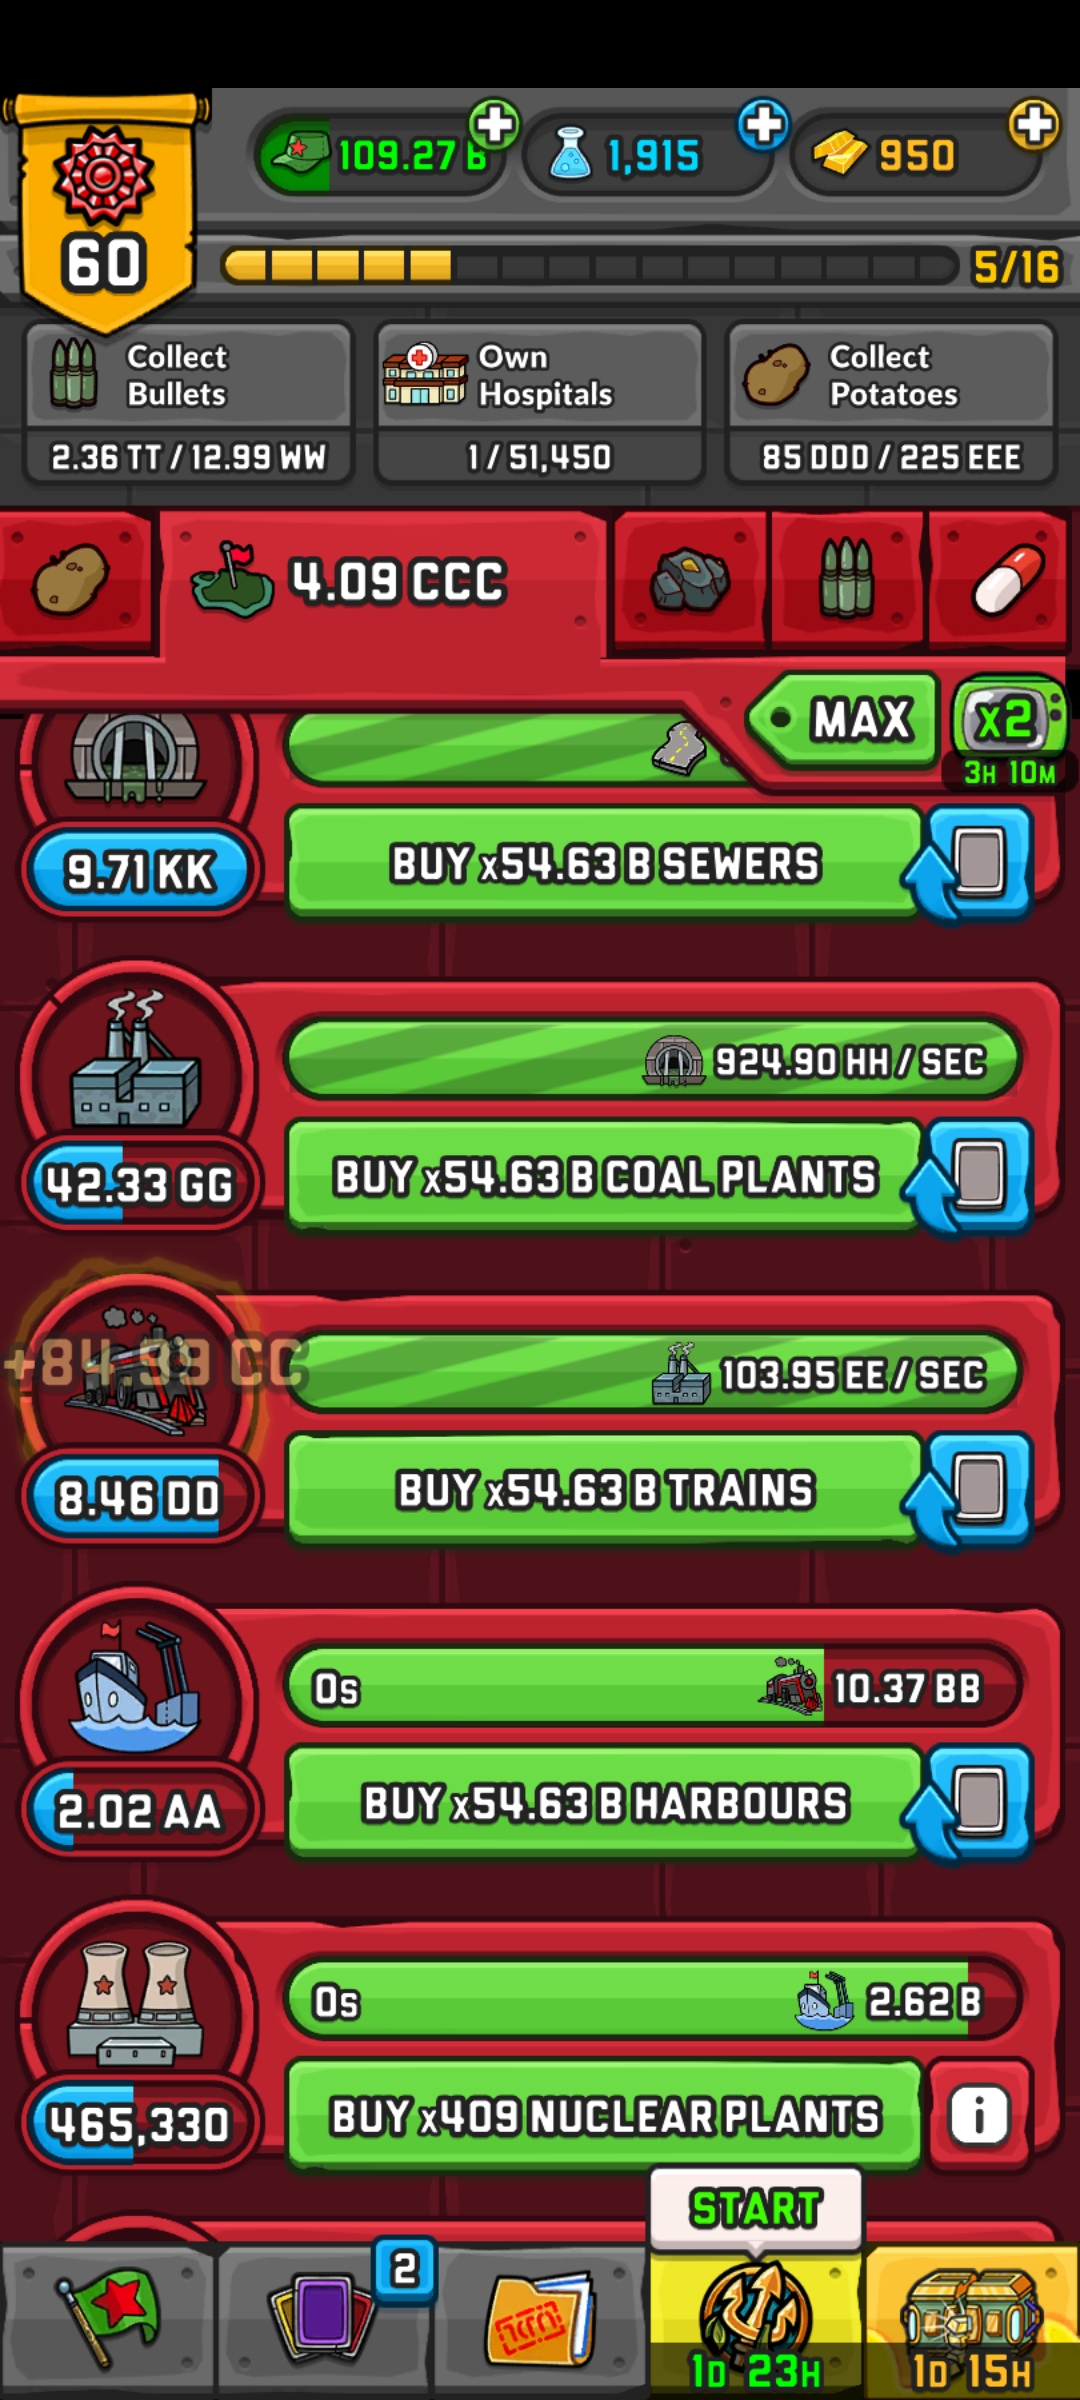 60
109.27 B
1,915
950
5/16
Collect
Bullets
2.36 TT / 12.99 WW
Own
Hospitals
1 / 51,450
Collect
Potatoes
85 DDD / 225 EEE
4.09 CCC
MAX
x2
3H 10M
9.71 KK
BUY x54.63 B SEWERS
924.90 HH / SEC
42.33 GG
BUY x54.63 B COAL PLANTS
+84.39 CC
103.95 EE / SEC
8.46 DD
BUY x54.63 B TRAINS
0s
10.37 BB
2.02 AA
BUY x54.63 B HARBOURS
0s
2.62 B
465,330
BUY x409 NUCLEAR PLANTS
i
START
2
1D 23H
1D 15H